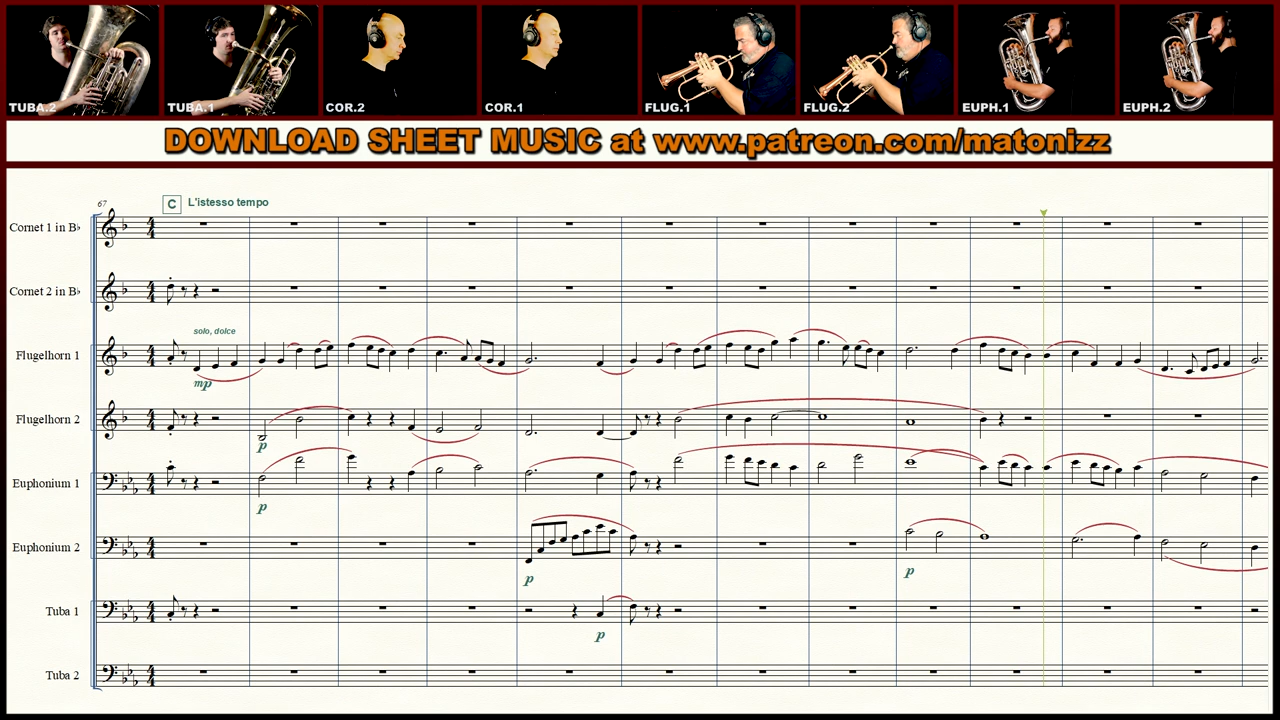 TUBA.2 TUBA.1 COR.2 COR.1 FLUG.1 FLUG.2 EUPH.1 EUPH.2
DOWNLOAD SHEET MUSIC at www.patreon.com/matonizz
67 C L'istesso tempo
Cornet 1 in B♭
Cornet 2 in B♭
solo, dolce
Flugelhorn 1
mp
Flugelhorn 2
p
Euphonium 1
p
Euphonium 2
p p
Tuba 1
p
Tuba 2